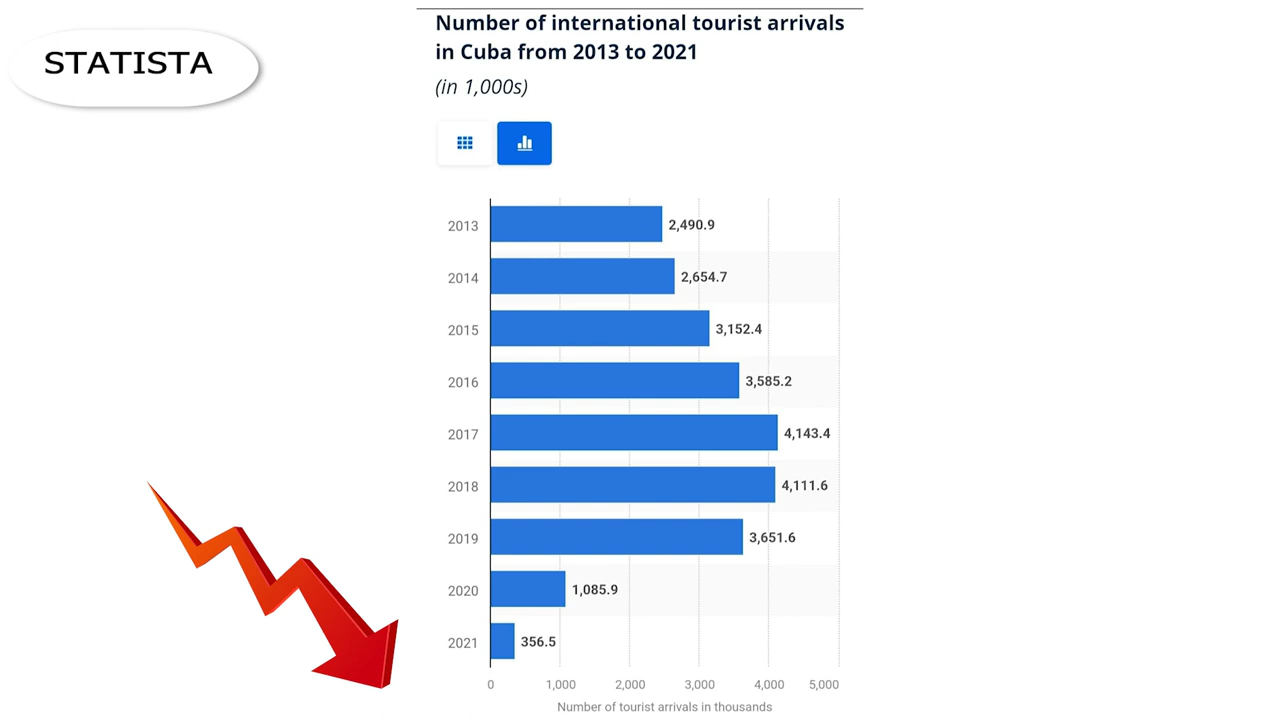 STATISTA
Number of international tourist arrivals
in Cuba from 2013 to 2021
(in 1,000s)
2013 2,490.9
2014 2,654.7
2015 3,152.4
2016 3,585.2
2017 4,143.4
2018 4,111.6
2019 3,651.6
2020 1,085.9
2021 356.5
0 1,000 2,000 3,000 4,000 5,000
Number of tourist arrivals in thousands